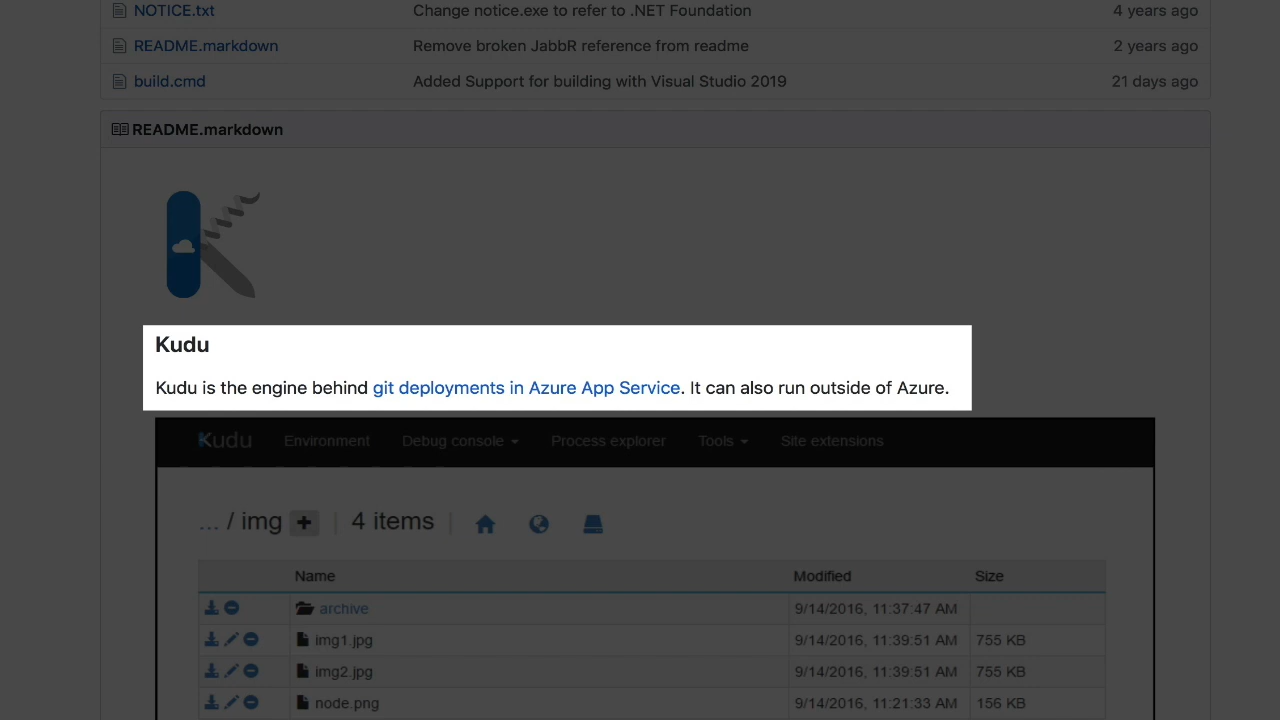 NOTICE.txt Change notice.exe to refer to .NET Foundation 4 years ago
README.markdown Remove broken JabbR reference from readme 2 years ago
build.cmd Added Support for building with Visual Studio 2019 21 days ago
README.markdown
Kudu
Kudu is the engine behind git deployments in Azure App Service. It can also run outside of Azure.
Kudu Environment Debug console Process explorer Tools Site extensions
... / img + | 4 items |
Name Modified Size
archive 9/14/2016, 11:37:47 AM
img1.jpg 9/14/2016, 11:39:51 AM 755 KB
img2.jpg 9/14/2016, 11:39:51 AM 755 KB
node.png 9/14/2016, 11:21:33 AM 156 KB